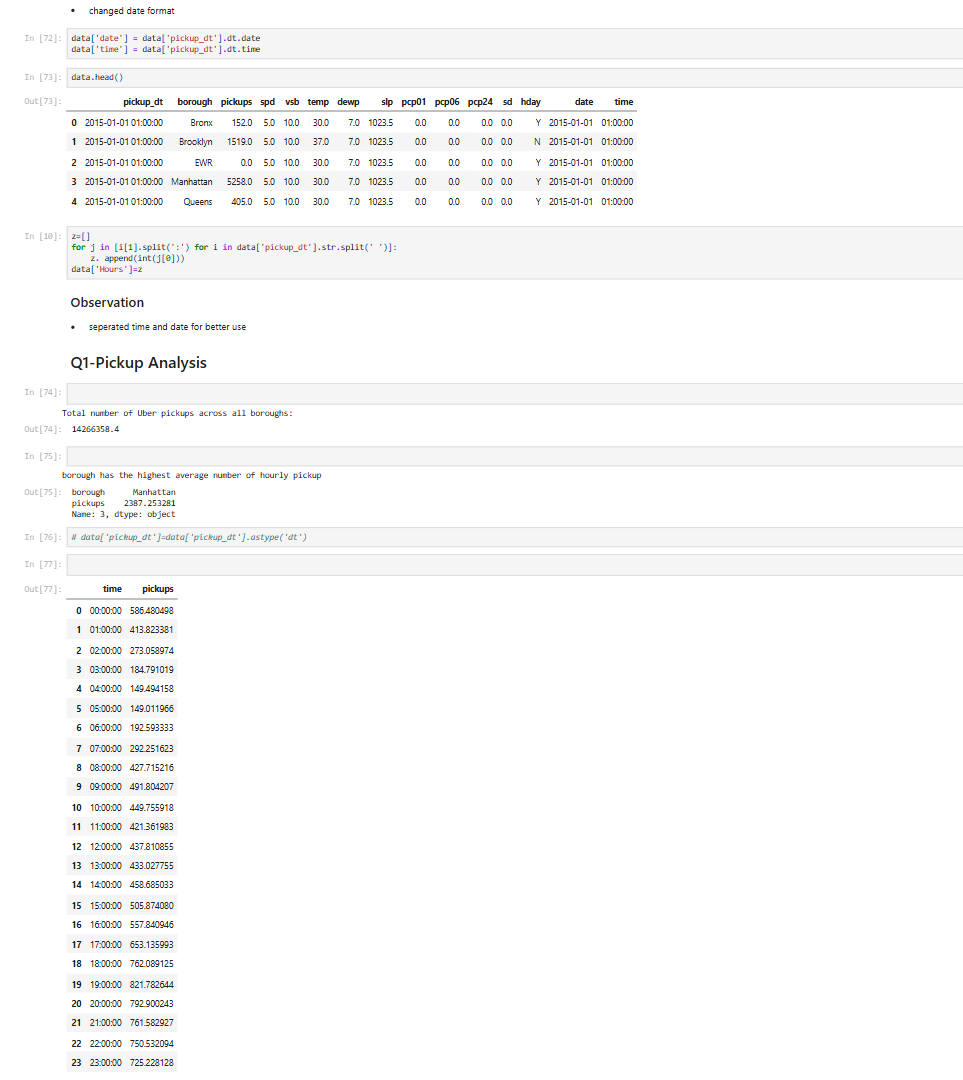 • changed date format
In [72]: data['date'] = data['pickup_dt'].dt.date
data['time'] = data['pickup_dt'].dt.time
In [73]: data.head()
Out[73]: pickup_dt borough pickups spd vsb temp dewp slp pcp01 pcp06 pcp24 sd hday date time
0 2015-01-01 01:00:00 Bronx 152.0 5.0 10.0 30.0 7.0 1023.5 0.0 0.0 0.0 0.0 Y 2015-01-01 01:00:00
1 2015-01-01 01:00:00 Brooklyn 1519.0 5.0 10.0 37.0 7.0 1023.5 0.0 0.0 0.0 0.0 N 2015-01-01 01:00:00
2 2015-01-01 01:00:00 EWR 0.0 5.0 10.0 30.0 7.0 1023.5 0.0 0.0 0.0 0.0 Y 2015-01-01 01:00:00
3 2015-01-01 01:00:00 Manhattan 5258.0 5.0 10.0 30.0 7.0 1023.5 0.0 0.0 0.0 0.0 Y 2015-01-01 01:00:00
4 2015-01-01 01:00:00 Queens 405.0 5.0 10.0 30.0 7.0 1023.5 0.0 0.0 0.0 0.0 Y 2015-01-01 01:00:00
In [10]: z=[]
for j in [i[1].split(':') for i in data['pickup_dt'].str.split(' ')]:
z. append(int(j[0]))
data['Hours']=z
Observation
• seperated time and date for better use
Q1-Pickup Analysis
In [74]:
Total number of Uber pickups across all boroughs:
Out[74]: 14266358.4
In [75]:
borough has the highest average number of hourly pickup
Out[75]: borough Manhattan
pickups 2387.253281
Name: 3, dtype: object
In [76]: # data['pickup_dt']=data['pickup_dt'].astype('dt')
In [77]:
Out[77]: time pickups
0 00:00:00 586.480498
1 01:00:00 413.823381
2 02:00:00 273.058974
3 03:00:00 184.791019
4 04:00:00 149.494158
5 05:00:00 149.011966
6 06:00:00 192.593333
7 07:00:00 292.251623
8 08:00:00 427.715216
9 09:00:00 491.804207
10 10:00:00 449.755918
11 11:00:00 421.361983
12 12:00:00 437.810855
13 13:00:00 433.027755
14 14:00:00 458.685033
15 15:00:00 505.874080
16 16:00:00 557.840946
17 17:00:00 653.135993
18 18:00:00 762.089125
19 19:00:00 821.782644
20 20:00:00 792.900243
21 21:00:00 761.582927
22 22:00:00 750.532094
23 23:00:00 725.228128